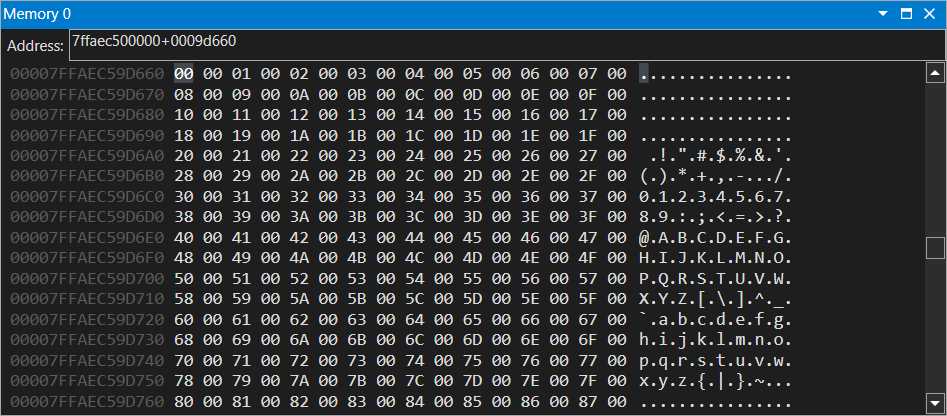 Memory 0
Address: 7ffaec500000+0009d660
00007FFAEC59D660 00 00 01 00 02 00 03 00 04 00 05 00 06 00 07 00 ................
00007FFAEC59D670 08 00 09 00 0A 00 0B 00 0C 00 0D 00 0E 00 0F 00 ................
00007FFAEC59D680 10 00 11 00 12 00 13 00 14 00 15 00 16 00 17 00 ................
00007FFAEC59D690 18 00 19 00 1A 00 1B 00 1C 00 1D 00 1E 00 1F 00 ................
00007FFAEC59D6A0 20 00 21 00 22 00 23 00 24 00 25 00 26 00 27 00  .!.".#.$.%.&.'.
00007FFAEC59D6B0 28 00 29 00 2A 00 2B 00 2C 00 2D 00 2E 00 2F 00 (.).*.+.,.-.../.
00007FFAEC59D6C0 30 00 31 00 32 00 33 00 34 00 35 00 36 00 37 00 0.1.2.3.4.5.6.7.
00007FFAEC59D6D0 38 00 39 00 3A 00 3B 00 3C 00 3D 00 3E 00 3F 00 8.9.:.;.<.=.>.?.
00007FFAEC59D6E0 40 00 41 00 42 00 43 00 44 00 45 00 46 00 47 00 @.A.B.C.D.E.F.G.
00007FFAEC59D6F0 48 00 49 00 4A 00 4B 00 4C 00 4D 00 4E 00 4F 00 H.I.J.K.L.M.N.O.
00007FFAEC59D700 50 00 51 00 52 00 53 00 54 00 55 00 56 00 57 00 P.Q.R.S.T.U.V.W.
00007FFAEC59D710 58 00 59 00 5A 00 5B 00 5C 00 5D 00 5E 00 5F 00 X.Y.Z.[.\.].^._.
00007FFAEC59D720 60 00 61 00 62 00 63 00 64 00 65 00 66 00 67 00 `.a.b.c.d.e.f.g.
00007FFAEC59D730 68 00 69 00 6A 00 6B 00 6C 00 6D 00 6E 00 6F 00 h.i.j.k.l.m.n.o.
00007FFAEC59D740 70 00 71 00 72 00 73 00 74 00 75 00 76 00 77 00 p.q.r.s.t.u.v.w.
00007FFAEC59D750 78 00 79 00 7A 00 7B 00 7C 00 7D 00 7E 00 7F 00 x.y.z.{.|.}.~...
00007FFAEC59D760 80 00 81 00 82 00 83 00 84 00 85 00 86 00 87 00 ................